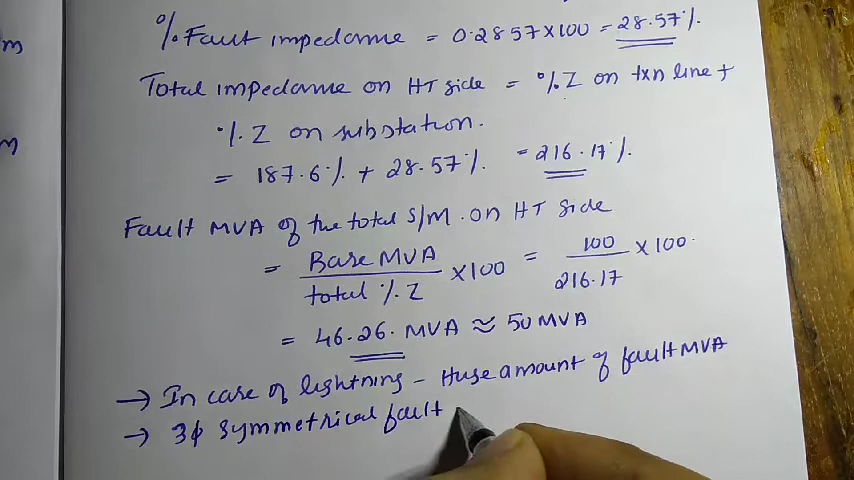 m
% Fault impedance = 0.2857 × 100 = 28.57%.
Total impedance on HT side = % Z on txn line +
% Z on substation.
m
= 187.6% + 28.57% = 216.17%.
Fault MVA of the total S/M. on HT side
= Base MVA / total % Z × 100 = 100 / 216.17 × 100.
= 46.26. MVA ≈ 50 MVA
→ In case of lightning - Huge amount of fault MVA
→ 3ϕ symmetrical fault